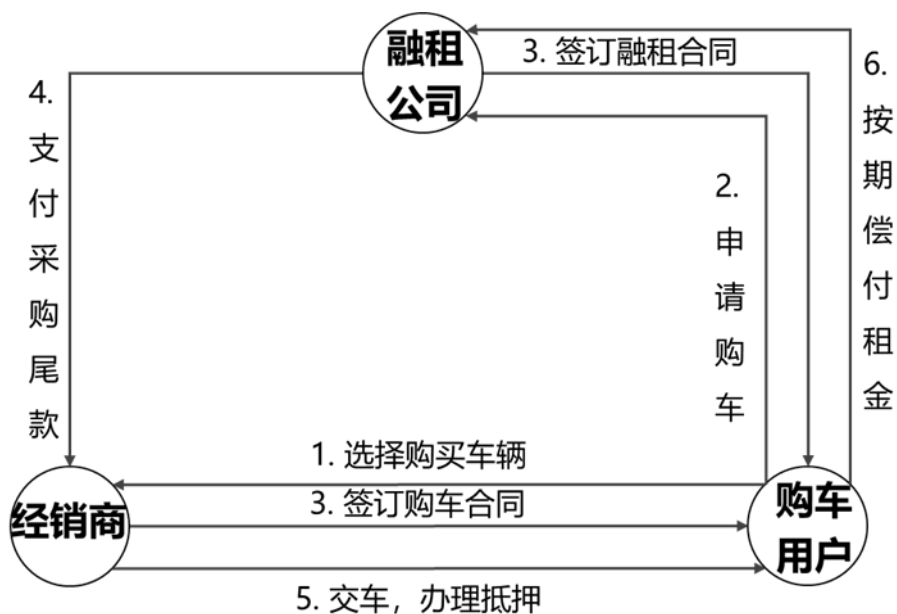 融租
公司
3. 签订融租合同
4.
支
付
采
购
尾
款
6.
按
期
偿
付
租
金
2.
申
请
购
车
1. 选择购买车辆
经销商
3. 签订购车合同
购车
用户
5. 交车，办理抵押